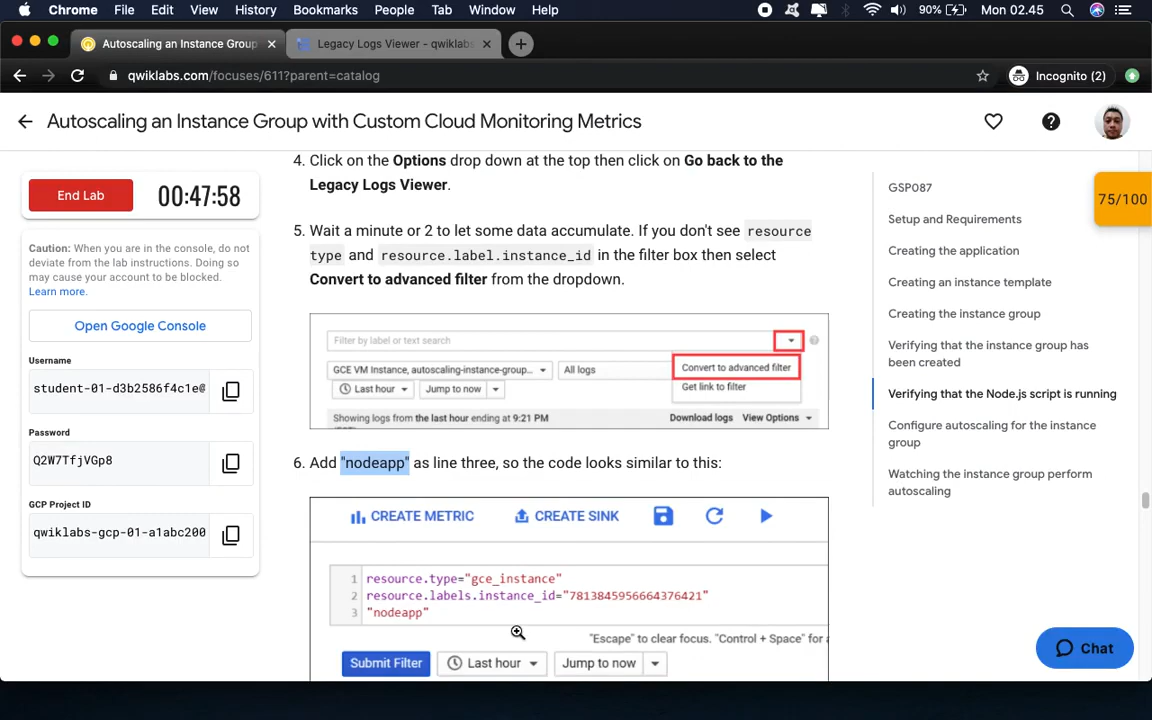 Chrome File Edit View History Bookmarks People Tab Window Help 90% Mon 02.45
Autoscaling an Instance Group
Legacy Logs Viewer - qwiklabs
qwiklabs.com/focuses/611?parent=catalog
Incognito (2)
Autoscaling an Instance Group with Custom Cloud Monitoring Metrics
End Lab
00:47:58
Caution: When you are in the console, do not
deviate from the lab instructions. Doing so
may cause your account to be blocked.
Learn more.
Open Google Console
Username
student-01-d3b2586f4c1e@
Password
Q2W7TfjVGp8
GCP Project ID
qwiklabs-gcp-01-a1abc200
4. Click on the Options drop down at the top then click on Go back to the
Legacy Logs Viewer.
5. Wait a minute or 2 to let some data accumulate. If you don't see resource
type and resource.label.instance_id in the filter box then select
Convert to advanced filter from the dropdown.
Filter by label or text search
GCE VM Instance, autoscaling-instance-group...
All logs
Convert to advanced filter
Last hour
Jump to now
Get link to filter
Showing logs from the last hour ending at 9:21 PM
Download logs
View Options
6. Add "nodeapp" as line three, so the code looks similar to this:
CREATE METRIC
CREATE SINK
1 resource.type="gce_instance"
2 resource.labels.instance_id="7813845956664376421"
3 "nodeapp"
"Escape" to clear focus. "Control + Space" for
Submit Filter
Last hour
Jump to now
GSP087
Setup and Requirements
Creating the application
Creating an instance template
Creating the instance group
Verifying that the instance group has
been created
Verifying that the Node.js script is running
Configure autoscaling for the instance
group
Watching the instance group perform
autoscaling
75/100
Chat